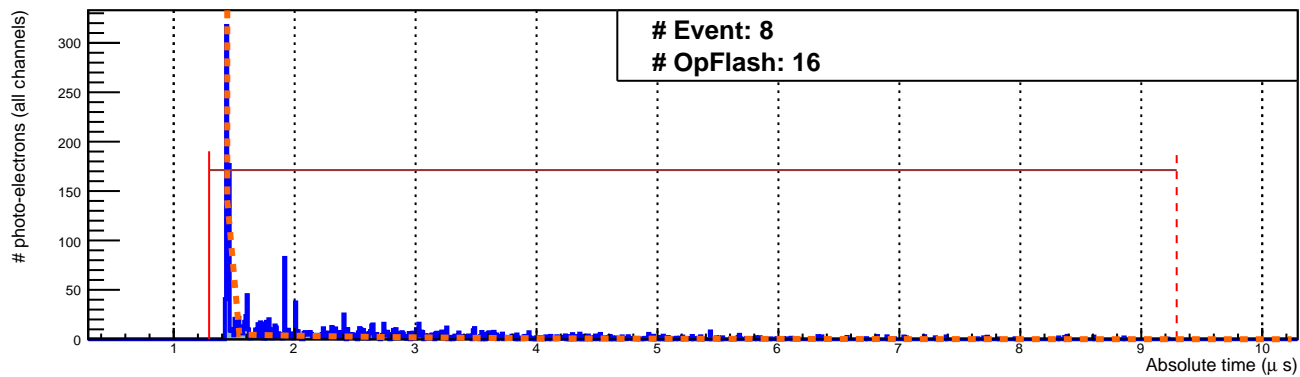 # Event: 8
# OpFlash: 16
# photo-electrons (all channels)
300
250
200
150
100
50
0
1 2 3 4 5 6 7 8 9 10
Absolute time (μ s)